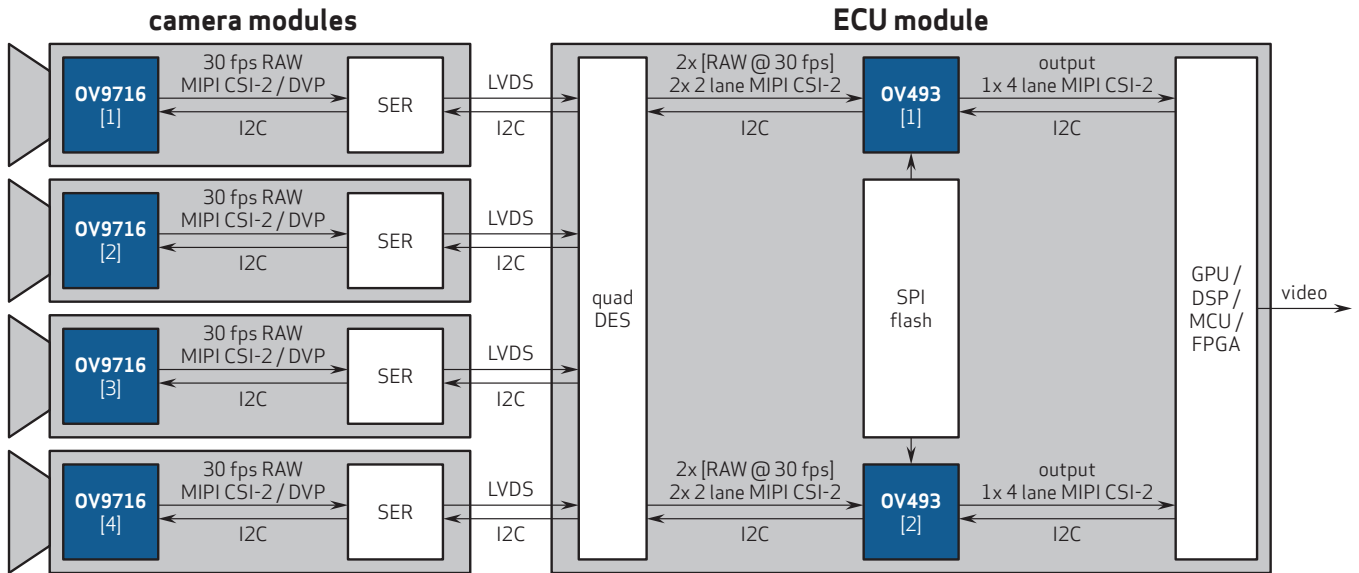 camera modules
ECU module
30 fps RAW
MIPI CSI-2 / DVP
OV9716
[1]
I2C
SER
LVDS
I2C
30 fps RAW
MIPI CSI-2 / DVP
OV9716
[2]
I2C
SER
LVDS
I2C
30 fps RAW
MIPI CSI-2 / DVP
OV9716
[3]
I2C
SER
LVDS
I2C
30 fps RAW
MIPI CSI-2 / DVP
OV9716
[4]
I2C
SER
LVDS
I2C
quad
DES
2x [RAW @ 30 fps]
2x 2 lane MIPI CSI-2
I2C
OV493
[1]
output
1x 4 lane MIPI CSI-2
I2C
SPI
flash
2x [RAW @ 30 fps]
2x 2 lane MIPI CSI-2
I2C
OV493
[2]
output
1x 4 lane MIPI CSI-2
I2C
GPU /
DSP /
MCU /
FPGA
video